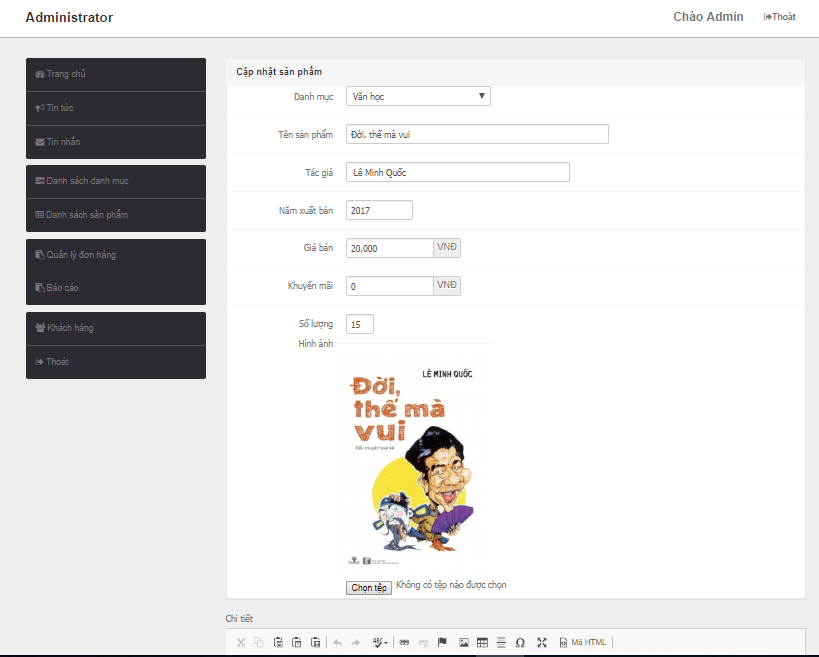 Administrator
Chào Admin
Thoát
Trang chủ
Tin tức
Tin nhắn
Danh sách danh mục
Danh sách sản phẩm
Quản lý đơn hàng
Báo cáo
Khách hàng
Thoát
Cập nhật sản phẩm
Danh mục
Văn học
Tên sản phẩm
Đời, thế mà vui
Tác giả
Lê Minh Quốc
Năm xuất bản
2017
Giá bán
20,000
VNĐ
Khuyến mãi
0
VNĐ
Số lượng
15
Hình ảnh
LÊ MINH QUỐC
Đời,
thế mà
vui
Tiểu thuyết hoạt kê
Chọn tệp Không có tệp nào được chọn
Chi tiết
Mã HTML